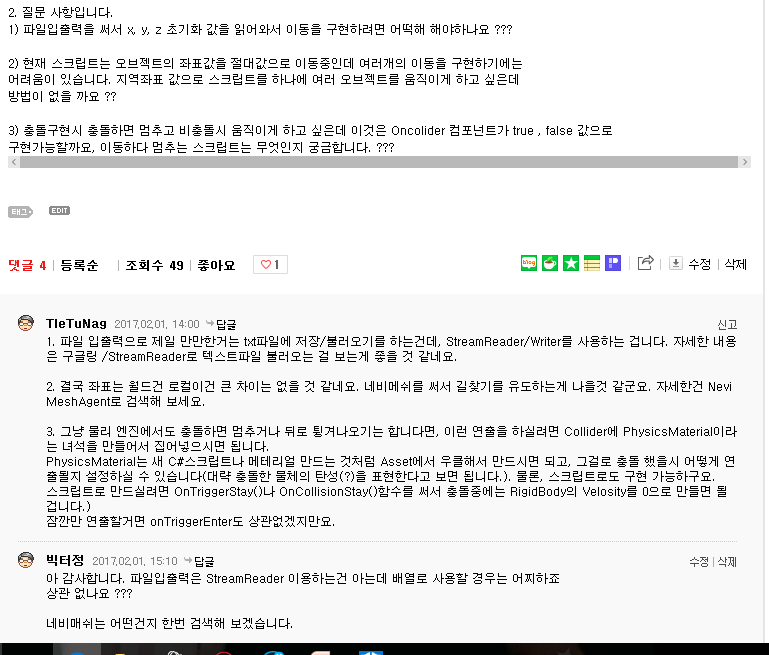 2. 질문 사항입니다.
1) 파일입출력을 써서 x, y, z 초기화 값을 읽어와서 이동을 구현하려면 어떡해 해야하나요 ???
2) 현재 스크립트는 오브젝트의 좌표값을 절대값으로 이동중인데 여러개의 이동을 구현하기에는
어려움이 있습니다. 지역좌표 값으로 스크립트를 하나에 여러 오브젝트를 움직이게 하고 싶은데
방법이 없을 까요 ??
3) 충돌구현시 충돌하면 멈추고 비충돌시 움직이게 하고 싶은데 이것은 Oncolider 컴포넌트가 true , false 값으로
구현가능할까요, 이동하다 멈추는 스크립트는 무엇인지 궁금합니다. ???
태그 EDIT
댓글 4 | 등록순 | 조회수 49 | 좋아요 ♡ 1 blog 수정 | 삭제
TIeTuNag 2017.02.01. 14:00 답글 신고
1. 파일 입출력으로 제일 만만한거는 txt파일에 저장/불러오기를 하는건데, StreamReader/Writer를 사용하는 겁니다. 자세한 내용
은 구글링 /StreamReader로 텍스트파일 불러오는 걸 보는게 좋을 것 같네요.
2. 결국 좌표는 월드건 로컬이건 큰 차이는 없을 것 같네요. 네비메쉬를 써서 길찾기를 유도하는게 나을것 같군요. 자세한건 Nevi
MeshAgent로 검색해 보세요.
3. 그냥 물리 엔진에서도 충돌하면 멈추거나 뒤로 튕겨나오기는 합니다면, 이런 연출을 하실려면 Collider에 PhysicsMaterial이라
는 녀석을 만들어서 집어넣으시면 됩니다.
PhysicsMaterial는 새 C#스크립트나 메테리얼 만드는 것처럼 Asset에서 우클해서 만드시면 되고, 그걸로 충돌 했을시 어떻게 연
출될지 설정하실 수 있습니다(대략 충돌한 물체의 탄성(?)을 표현한다고 보면 됩니다.). 물론, 스크립트로도 구현 가능하구요.
스크립트로 만드실려면 OnTriggerStay()나 OnCollisionStay()함수를 써서 충돌중에는 RigidBody의 Velosity를 0으로 만들면 될
겁니다.)
잠깐만 연출할거면 onTriggerEnter도 상관없겠지만요.
빅터정 2017.02.01. 15:10 답글 수정 | 삭제
아 감사합니다. 파일입출력은 StreamReader 이용하는건 아는데 배열로 사용할 경우는 어찌하죠
상관 없나요 ???
네비매쉬는 어떤건지 한번 검색해 보겠습니다.